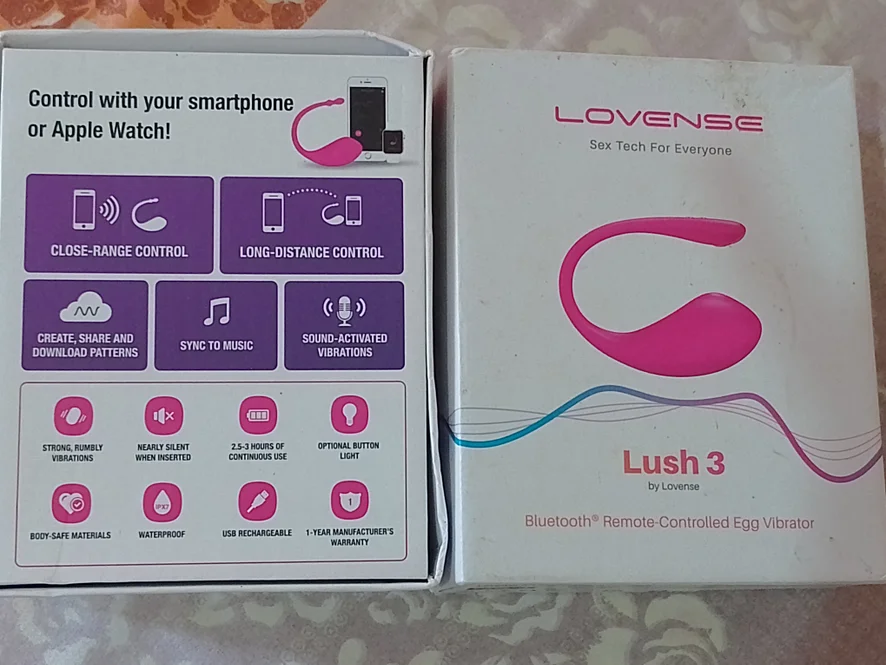 Control with your smartphone
or Apple Watch!
CLOSE-RANGE CONTROL
LONG-DISTANCE CONTROL
CREATE, SHARE AND
DOWNLOAD PATTERNS
SYNC TO MUSIC
SOUND-ACTIVATED
VIBRATIONS
STRONG, RUMBLY
VIBRATIONS
NEARLY SILENT
WHEN INSERTED
2.5-3 HOURS OF
CONTINUOUS USE
OPTIONAL BUTTON
LIGHT
BODY-SAFE MATERIALS
IPX7
WATERPROOF
USB RECHARGEABLE
1
1-YEAR MANUFACTURER'S
WARRANTY
LOVENSE
Sex Tech For Everyone
Lush 3
by Lovense
Bluetooth® Remote-Controlled Egg Vibrator